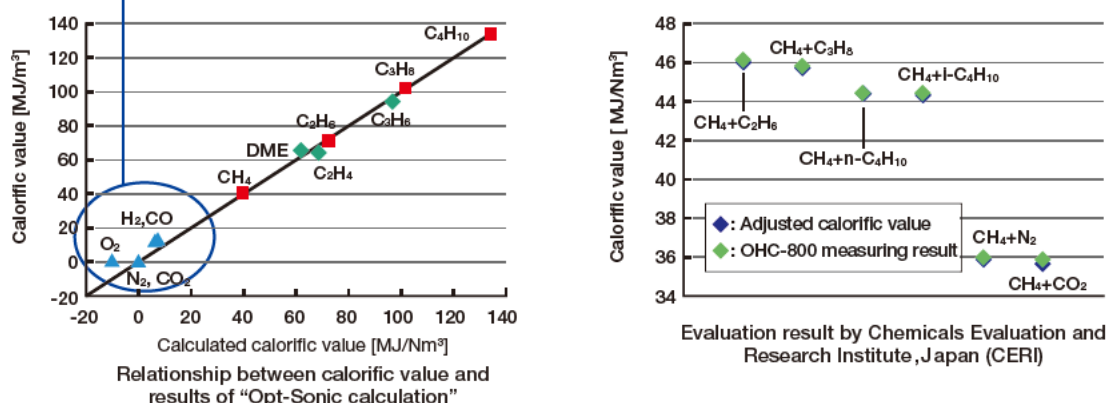 Calorific value [MJ/m³]
140
120
100
80
60
40
20
0
-20
-20 0 20 40 60 80 100 120 140
C₄H₁₀
C₃H₈
C₃H₆
C₂H₆
DME
C₂H₄
CH₄
H₂,CO
O₂
N₂, CO₂
Calculated calorific value [MJ/Nm³]
Relationship between calorific value and
results of “Opt-Sonic calculation”
Calorific value [ MJ/Nm³]
48
46
44
42
40
38
36
34
CH₄+C₃H₈
CH₄+I-C₄H₁₀
CH₄+C₂H₆
CH₄+n-C₄H₁₀
◆: Adjusted calorific value
◆: OHC-800 measuring result
CH₄+N₂
CH₄+CO₂
Evaluation result by Chemicals Evaluation and
Research Institute,Japan (CERI)